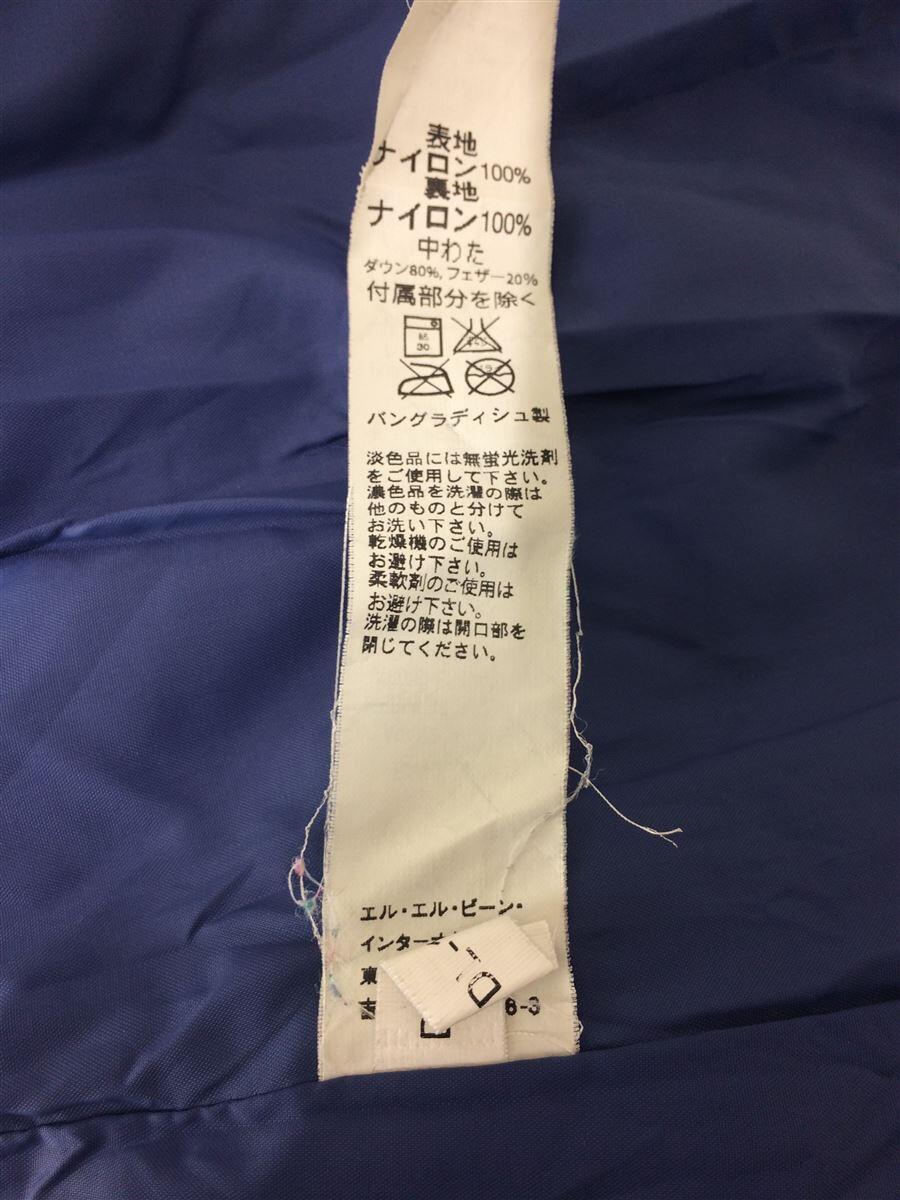 表地
ナイロン100%
裏地
ナイロン100%
中わた
ダウン80%, フェザー20%
付属部分を除く
30
バングラディシュ製
淡色品には無蛍光洗剤
をご使用して下さい。
濃色品を洗濯の際は
他のものと分けて
お洗い下さい。
乾燥機のご使用は
お避け下さい。
柔軟剤のご使用は
お避け下さい。
洗濯の際は開口部を
閉じてください。
エル・エル・ビーン・
インター
東
6-3